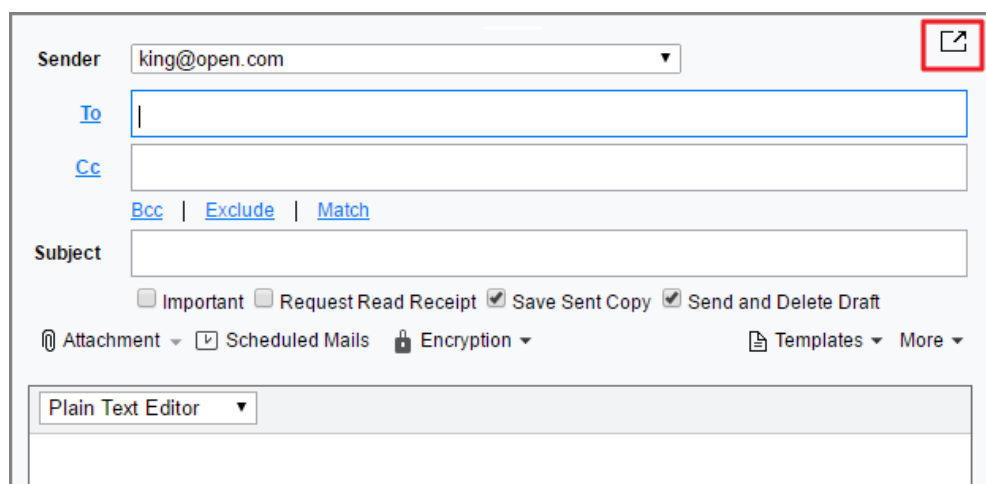 Sender king@open.com
To
Cc
Bcc | Exclude | Match
Subject
Important Request Read Receipt Save Sent Copy Send and Delete Draft
Attachment Scheduled Mails Encryption Templates More
Plain Text Editor